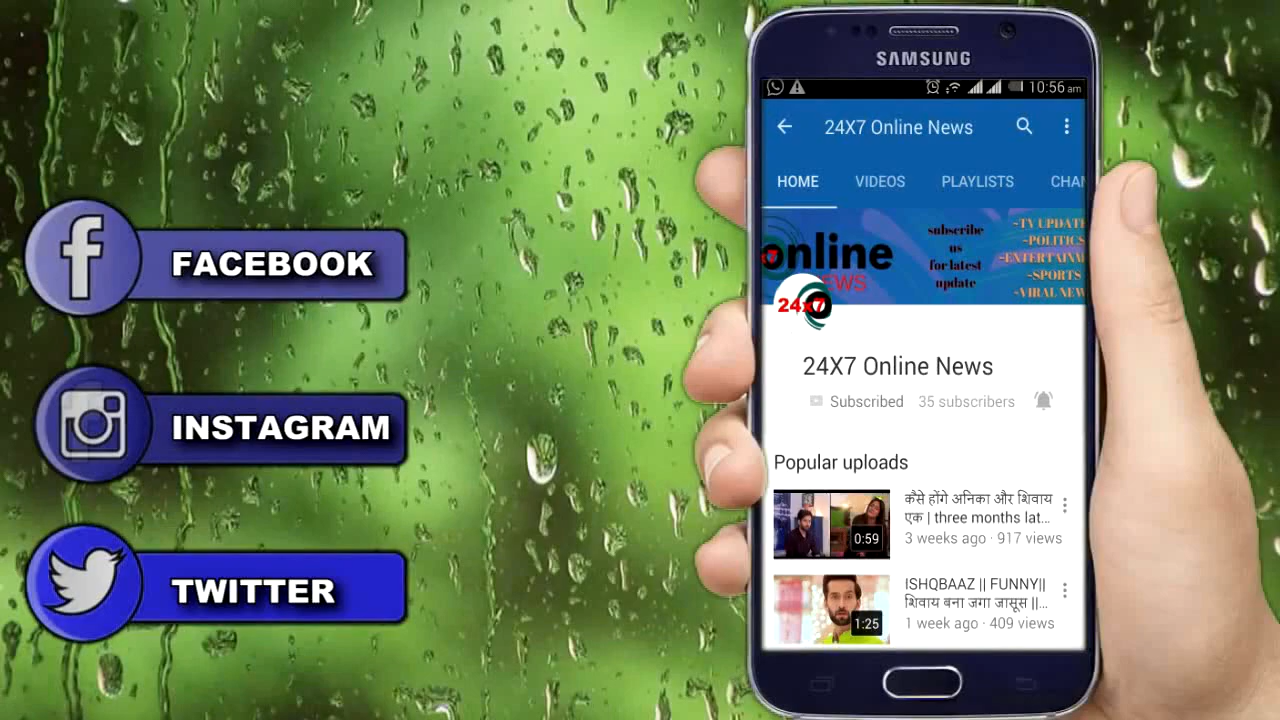 FACEBOOK
INSTAGRAM
TWITTER
SAMSUNG
10:56 am
24X7 Online News
HOME VIDEOS PLAYLISTS CHAN
online
NEWS
subscribe
us
for latest
update
~TV UPDATE
~POLITICS
~ENTERTAINM
~SPORTS
~VIRAL NEW
24x7
24X7 Online News
Subscribed 35 subscribers
Popular uploads
0:59
कैसे होंगे अनिका और शिवाय
एक | three months lat...
3 weeks ago · 917 views
1:25
ISHQBAAZ || FUNNY||
शिवाय बना जगा जासूस ||...
1 week ago · 409 views